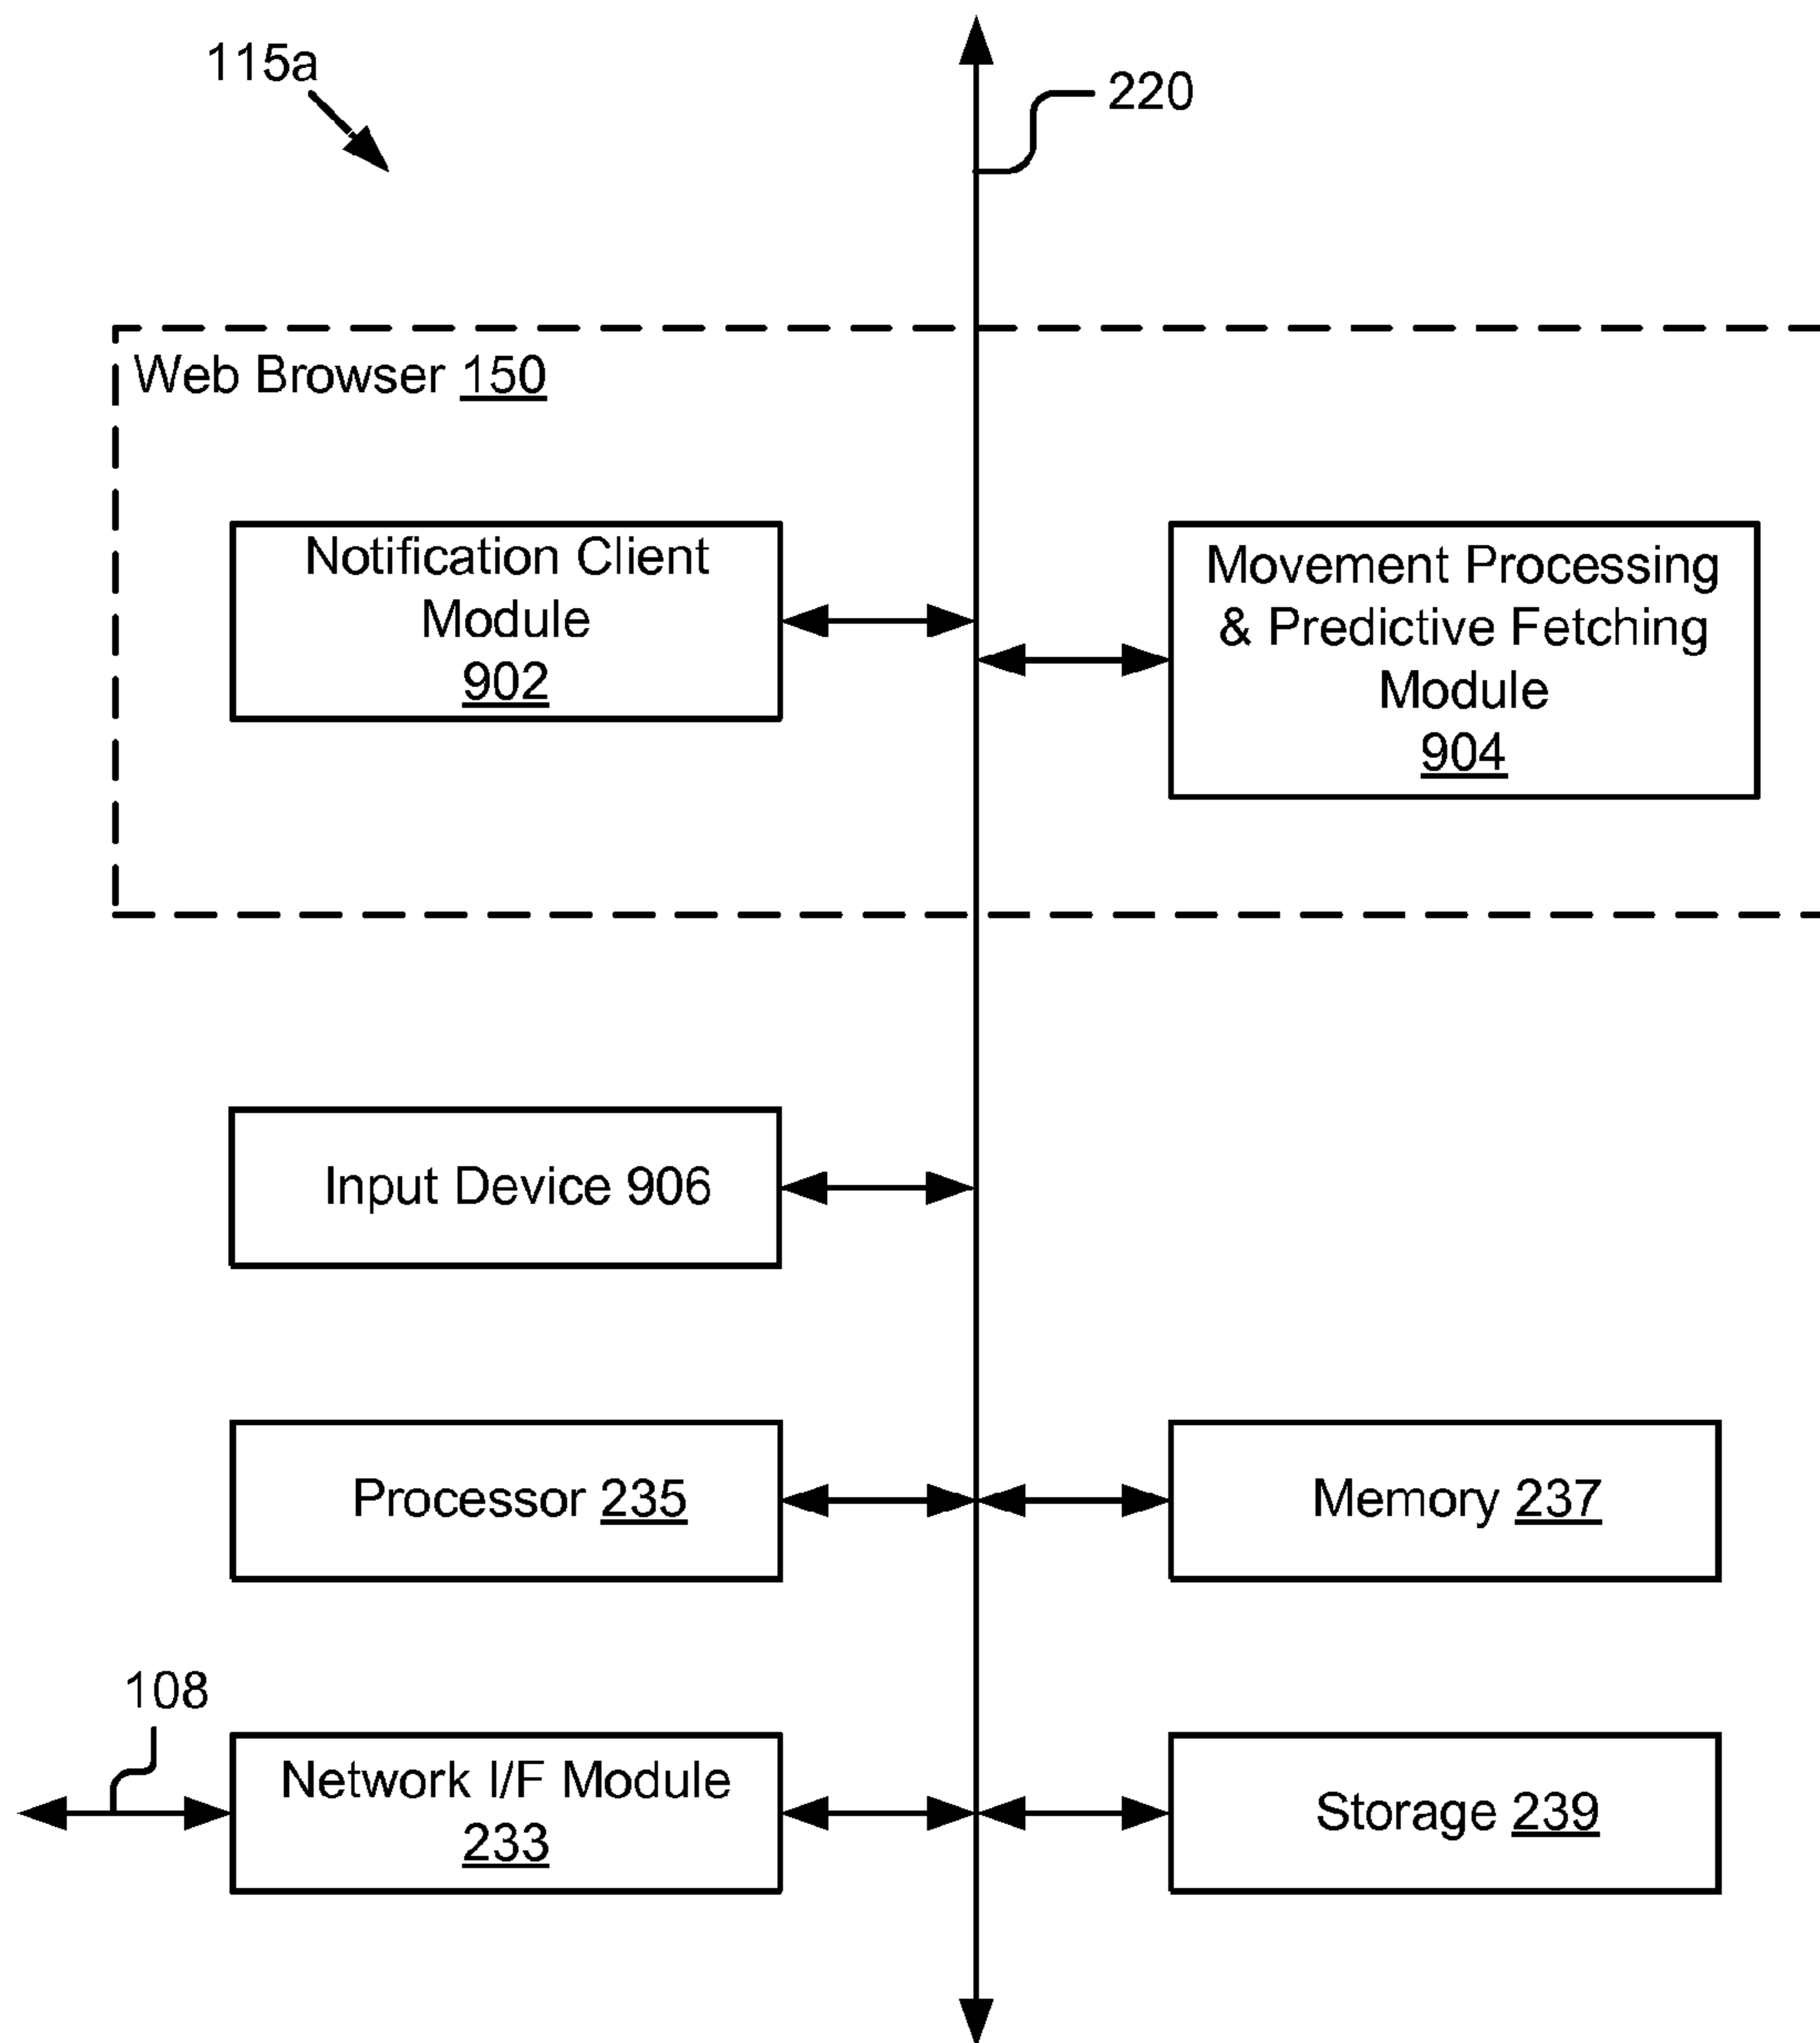 115a
220
Web Browser 150
Notification Client
Module
902
Movement Processing
& Predictive Fetching
Module
904
Input Device 906
Processor 235
Memory 237
108
Network I/F Module
233
Storage 239